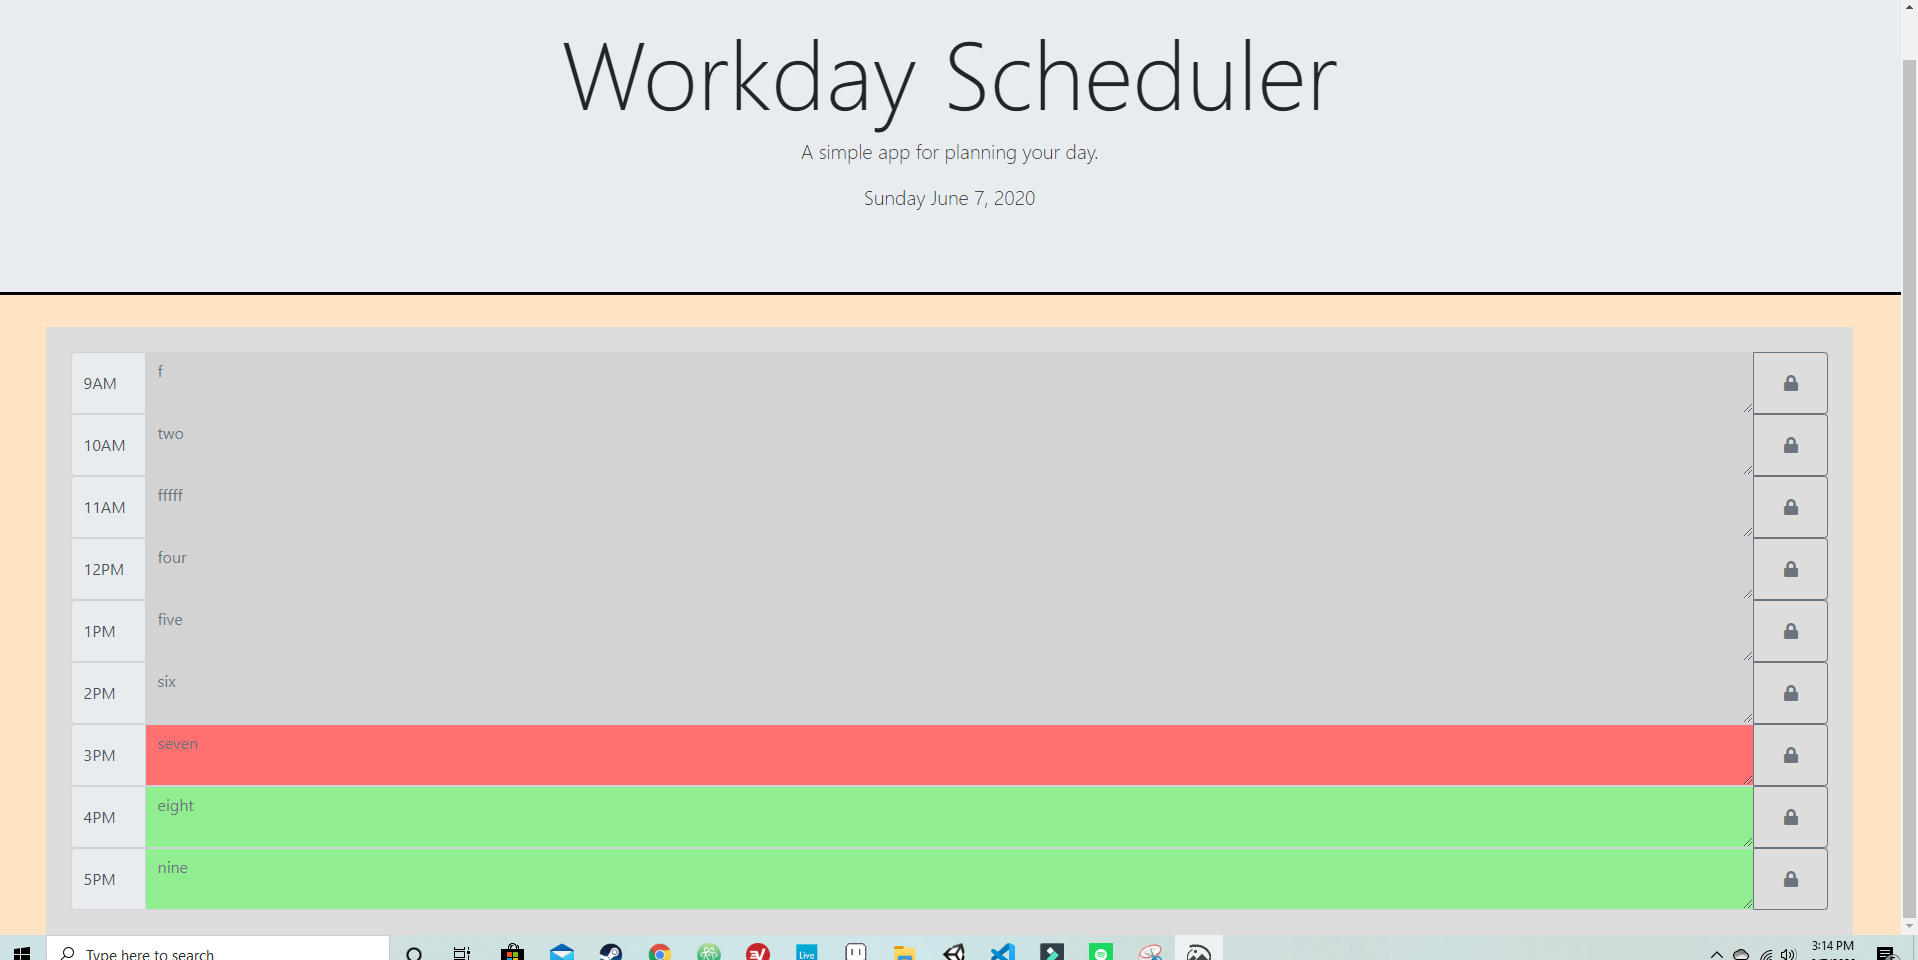 Workday Scheduler
A simple app for planning your day.
Sunday June 7, 2020
9AM f
10AM two
11AM fffff
12PM four
1PM five
2PM six
3PM seven
4PM eight
5PM nine
Type here to search
Live
3:14 PM